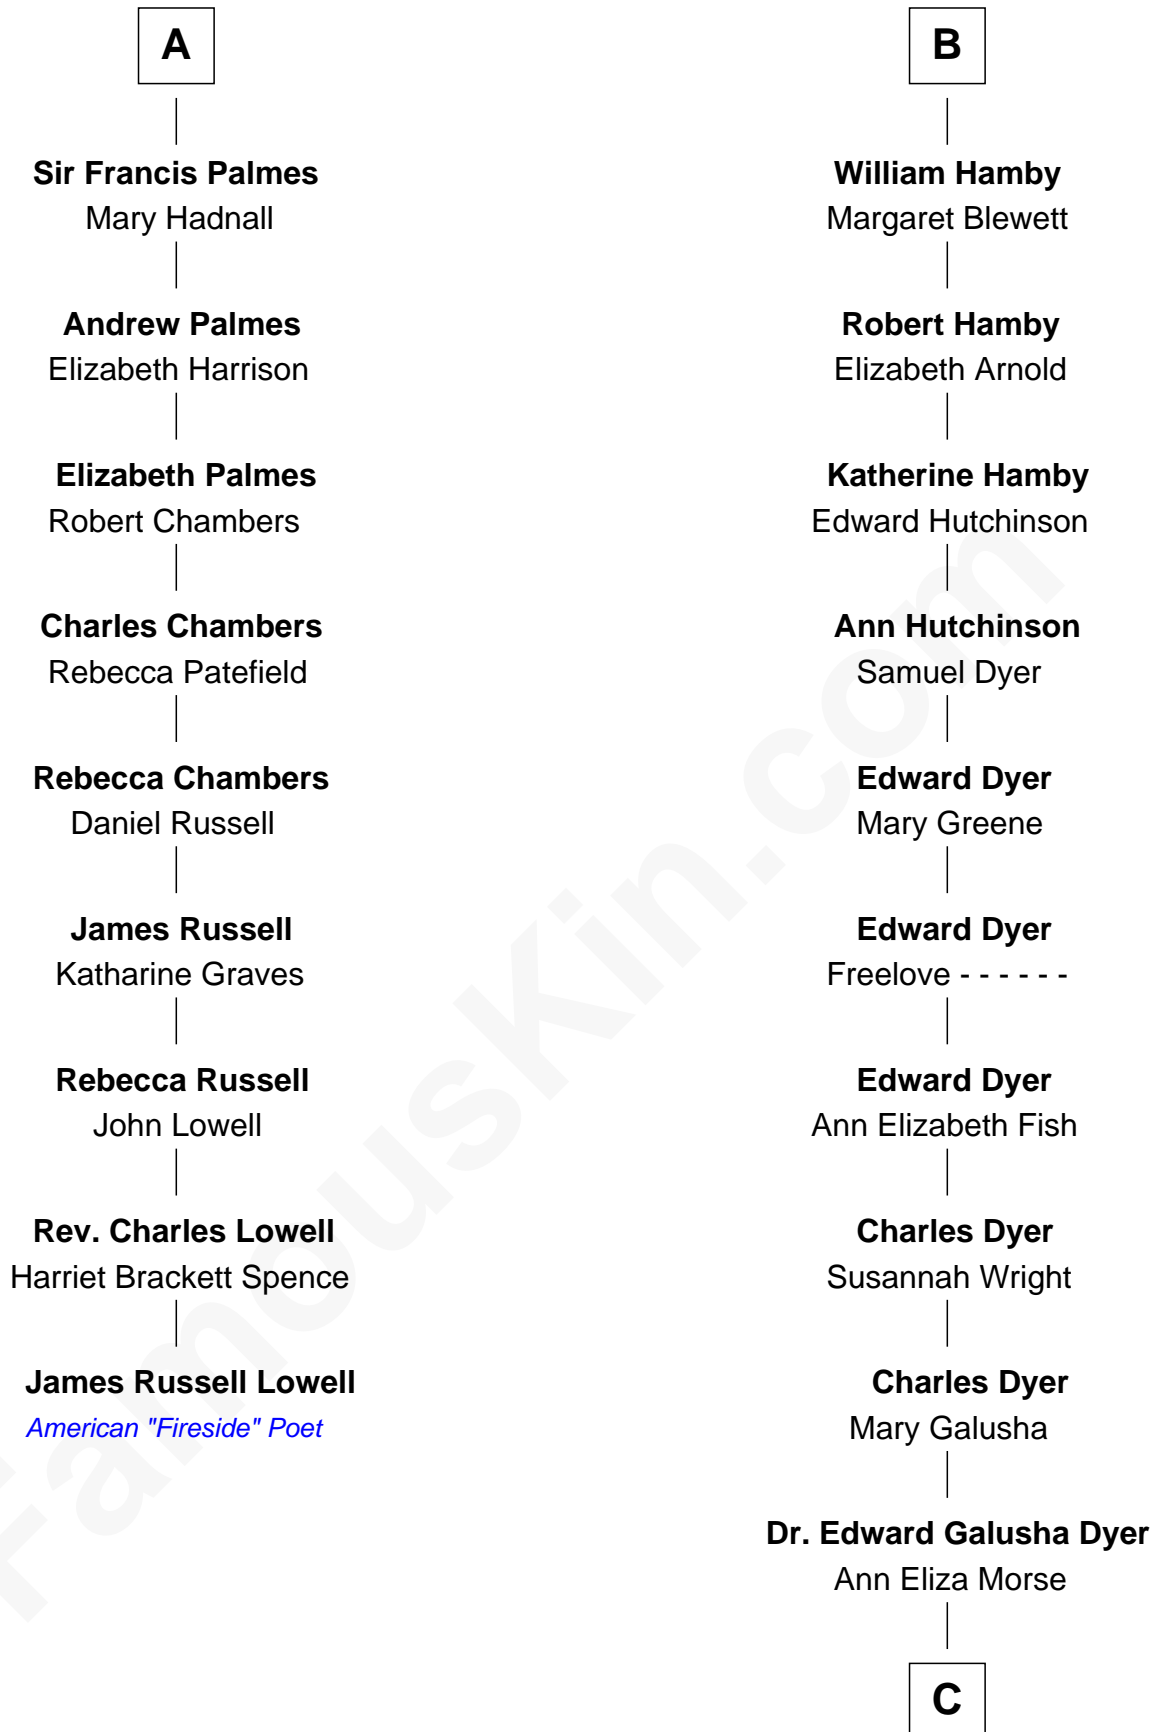 A
Sir Francis Palmes
Mary Hadnall
Andrew Palmes
Elizabeth Harrison
Elizabeth Palmes
Robert Chambers
Charles Chambers
Rebecca Patefield
Rebecca Chambers
Daniel Russell
James Russell
Katharine Graves
Rebecca Russell
John Lowell
Rev. Charles Lowell
Harriet Brackett Spence
James Russell Lowell
American "Fireside" Poet
B
William Hamby
Margaret Blewett
Robert Hamby
Elizabeth Arnold
Katherine Hamby
Edward Hutchinson
Ann Hutchinson
Samuel Dyer
Edward Dyer
Mary Greene
Edward Dyer
Freelove - - - - - -
Edward Dyer
Ann Elizabeth Fish
Charles Dyer
Susannah Wright
Charles Dyer
Mary Galusha
Dr. Edward Galusha Dyer
Ann Eliza Morse
C
FamousKin.com